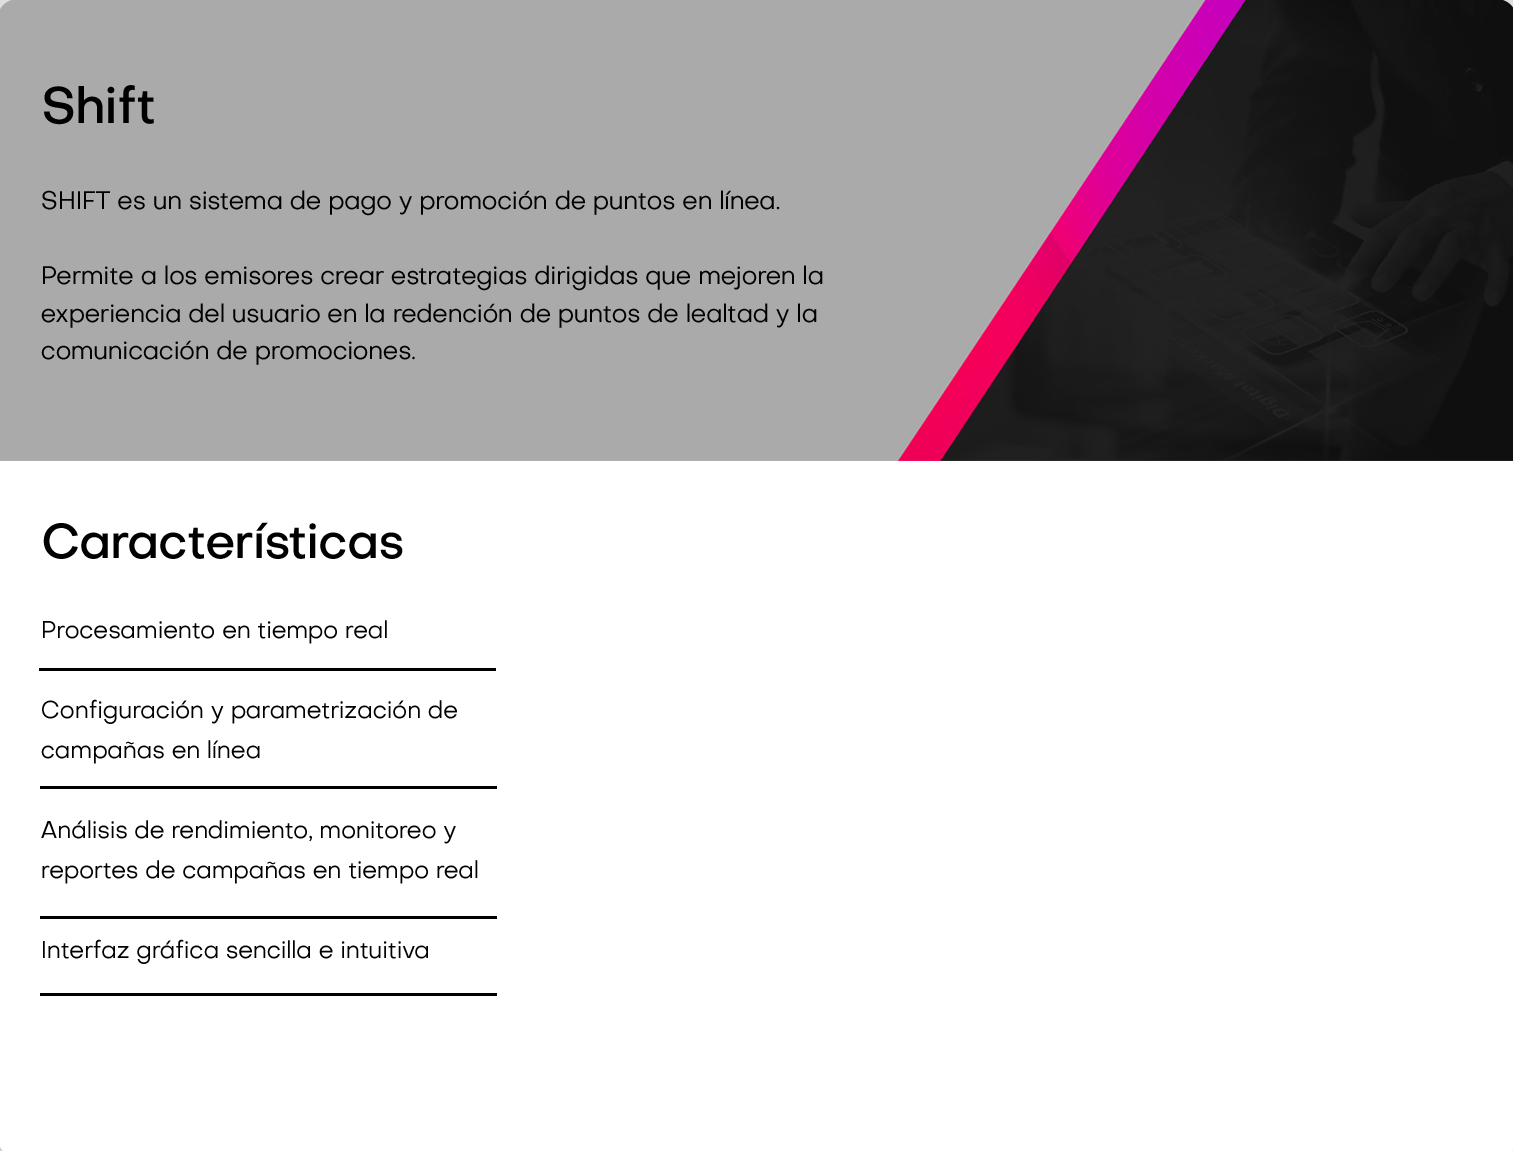 Shift
SHIFT es un sistema de pago y promoción de puntos en línea.
Permite a los emisores crear estrategias dirigidas que mejoren la
experiencia del usuario en la redención de puntos de lealtad y la
comunicación de promociones.
Características
Procesamiento en tiempo real
Configuración y parametrización de
campañas en línea
Análisis de rendimiento, monitoreo y
reportes de campañas en tiempo real
Interfaz gráfica sencilla e intuitiva